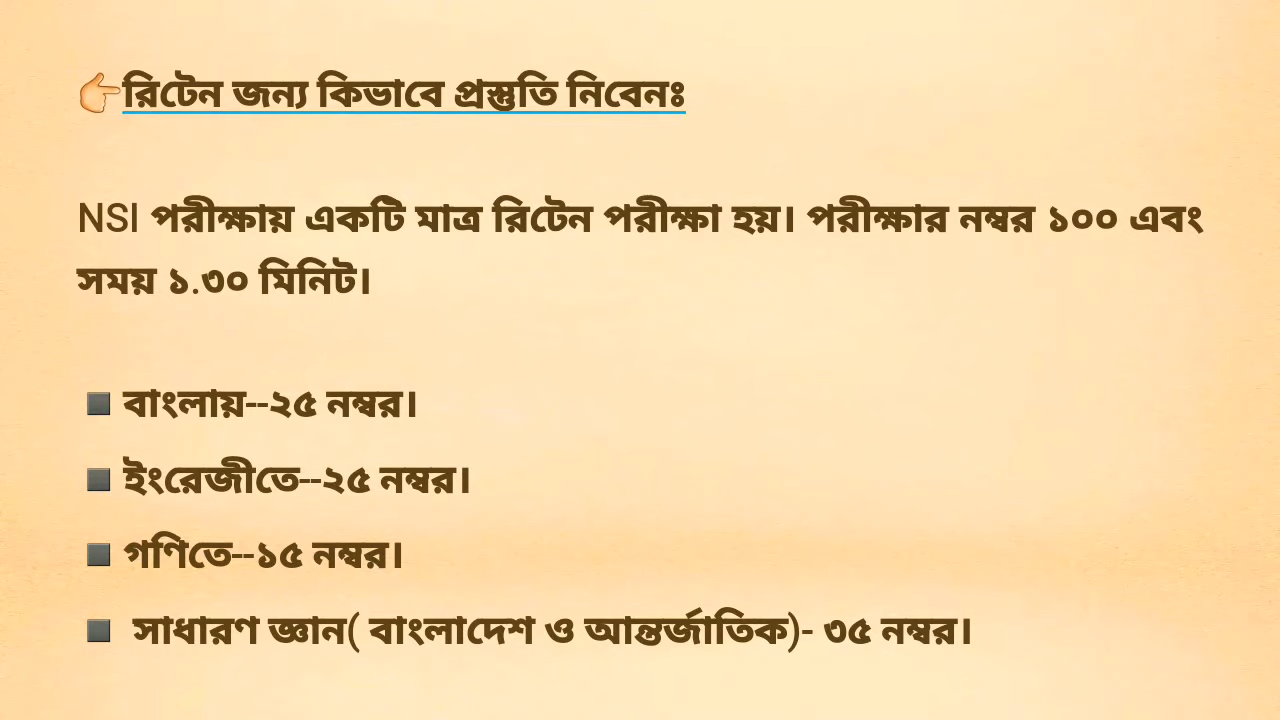 👉রিটেন জন্য কিভাবে প্রস্তুতি নিবেনঃ
NSI পরীক্ষায় একটি মাত্র রিটেন পরীক্ষা হয়। পরীক্ষার নম্বর ১০০ এবং
সময় ১.৩০ মিনিট।
◾বাংলায়--২৫ নম্বর।
◾ইংরেজীতে--২৫ নম্বর।
◾গণিতে--১৫ নম্বর।
◾ সাধারণ জ্ঞান( বাংলাদেশ ও আন্তর্জাতিক)- ৩৫ নম্বর।